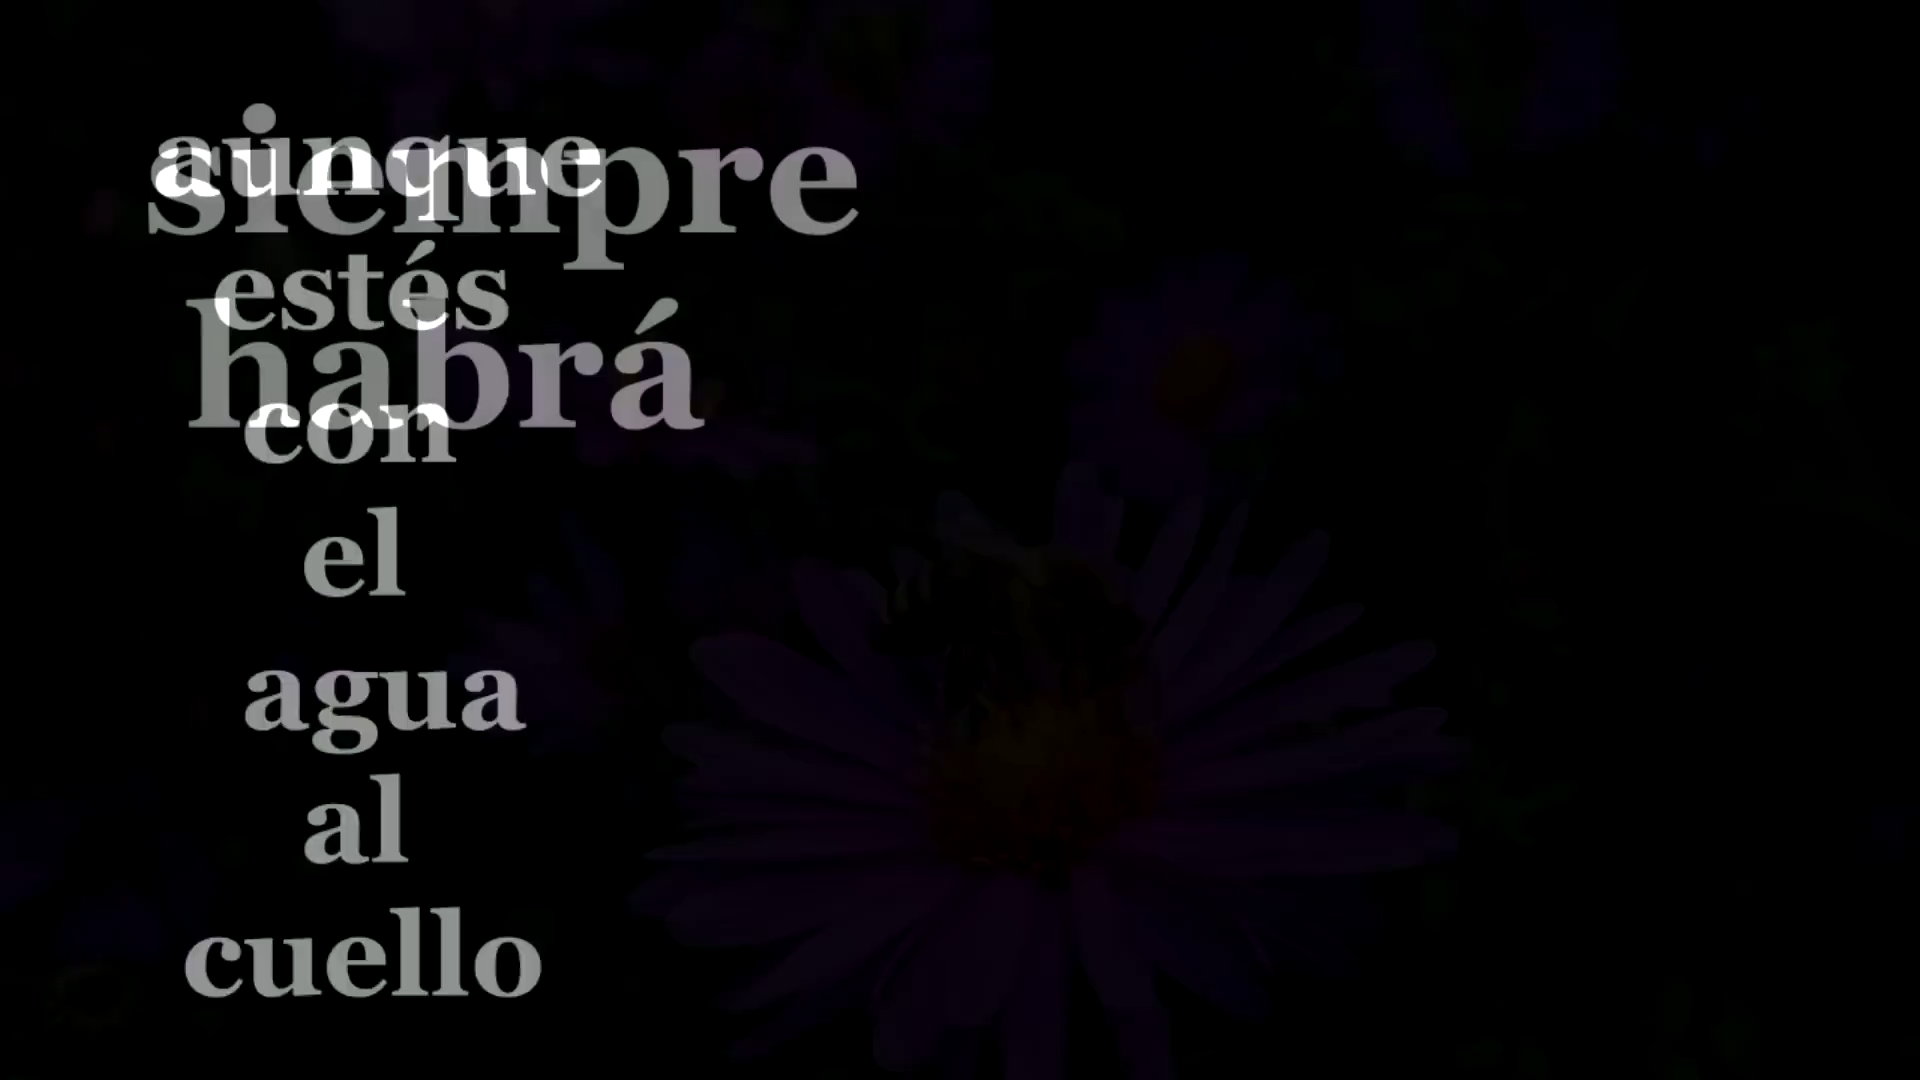 aunque
estés
con
el
agua
al
cuello
siempre
habrá